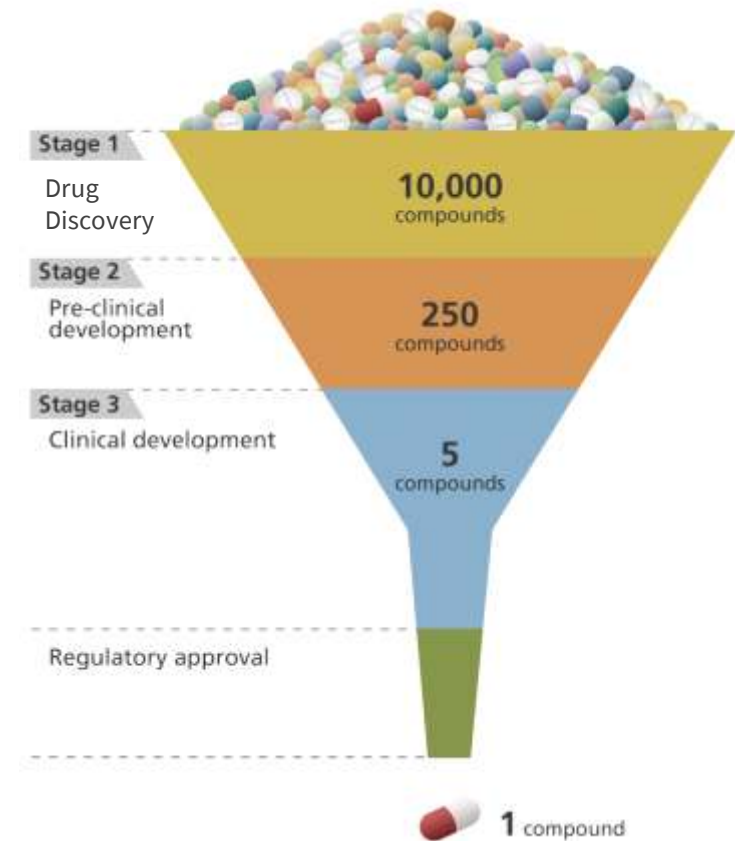 Stage 1
Drug
Discovery
10,000
compounds
Stage 2
Pre-clinical
development
250
compounds
Stage 3
Clinical development
5
compounds
Regulatory approval
1 compound